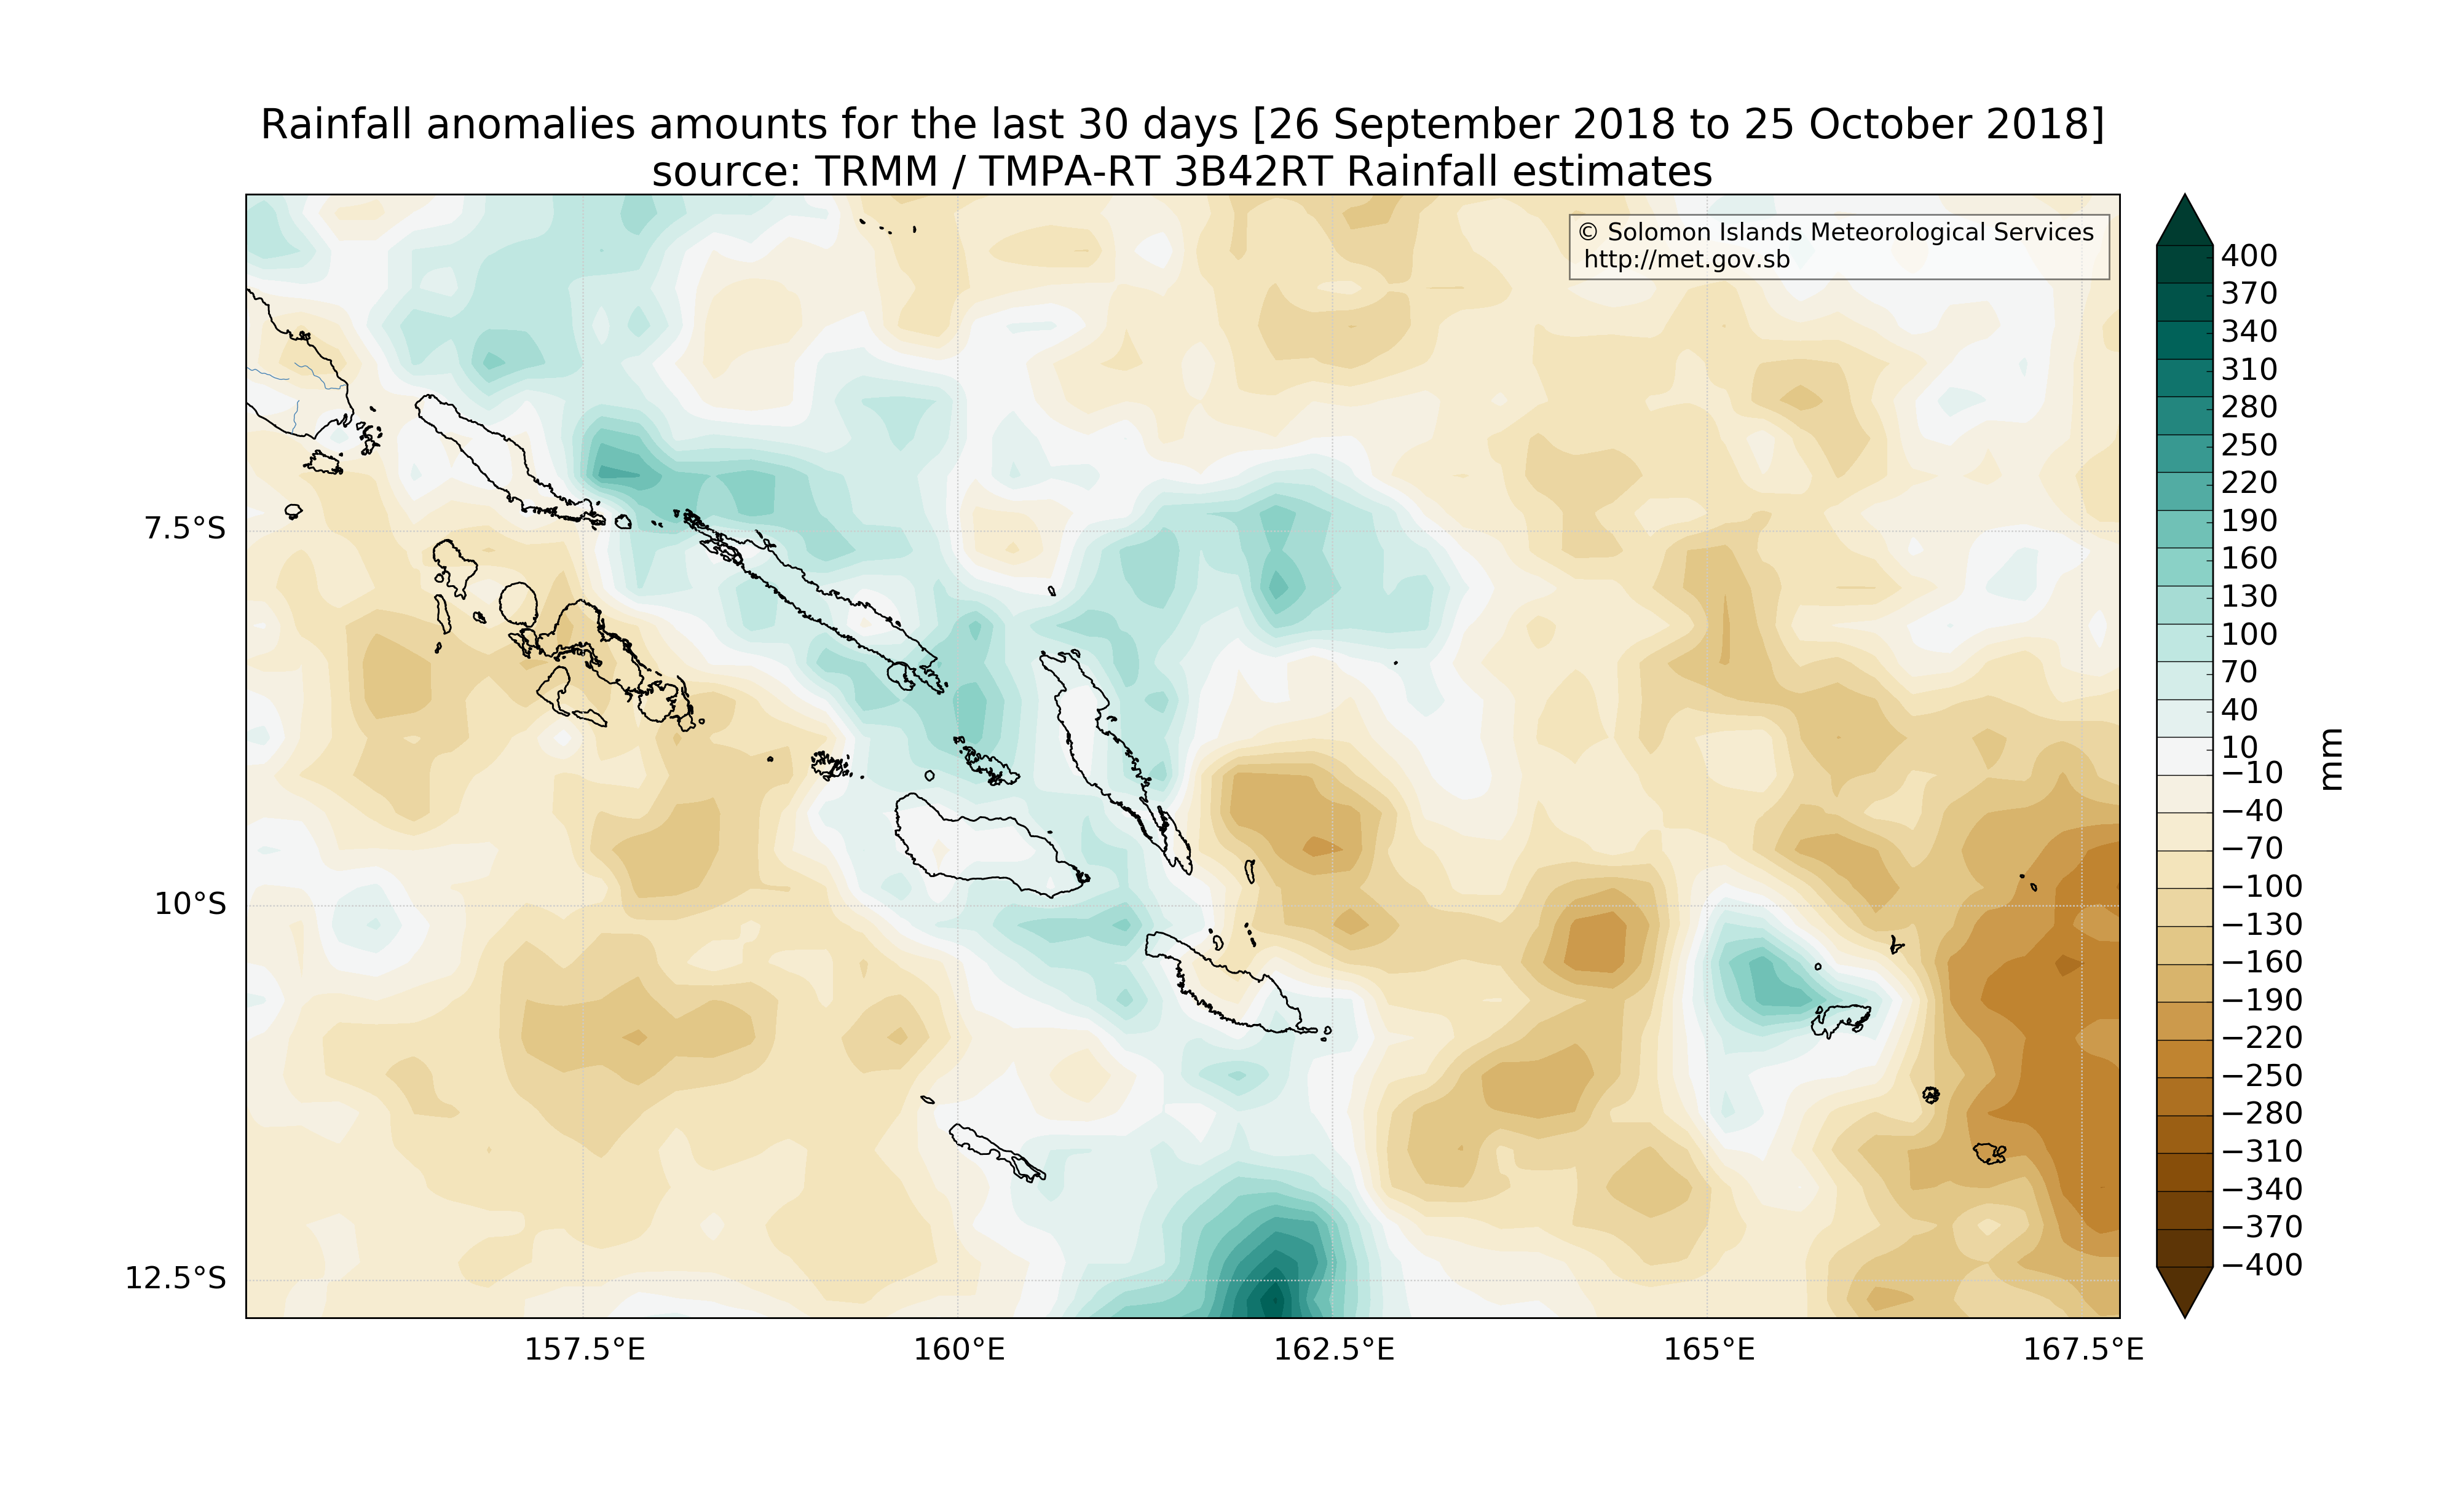 Rainfall anomalies amounts for the last 30 days [26 September 2018 to 25 October 2018]
source: TRMM / TMPA-RT 3B42RT Rainfall estimates
© Solomon Islands Meteorological Services
http://met.gov.sb
7.5°S
10°S
12.5°S
157.5°E
160°E
162.5°E
165°E
167.5°E
400
370
340
310
280
250
220
190
160
130
100
70
40
10
−10
−40
−70
−100
−130
−160
−190
−220
−250
−280
−310
−340
−370
−400
mm